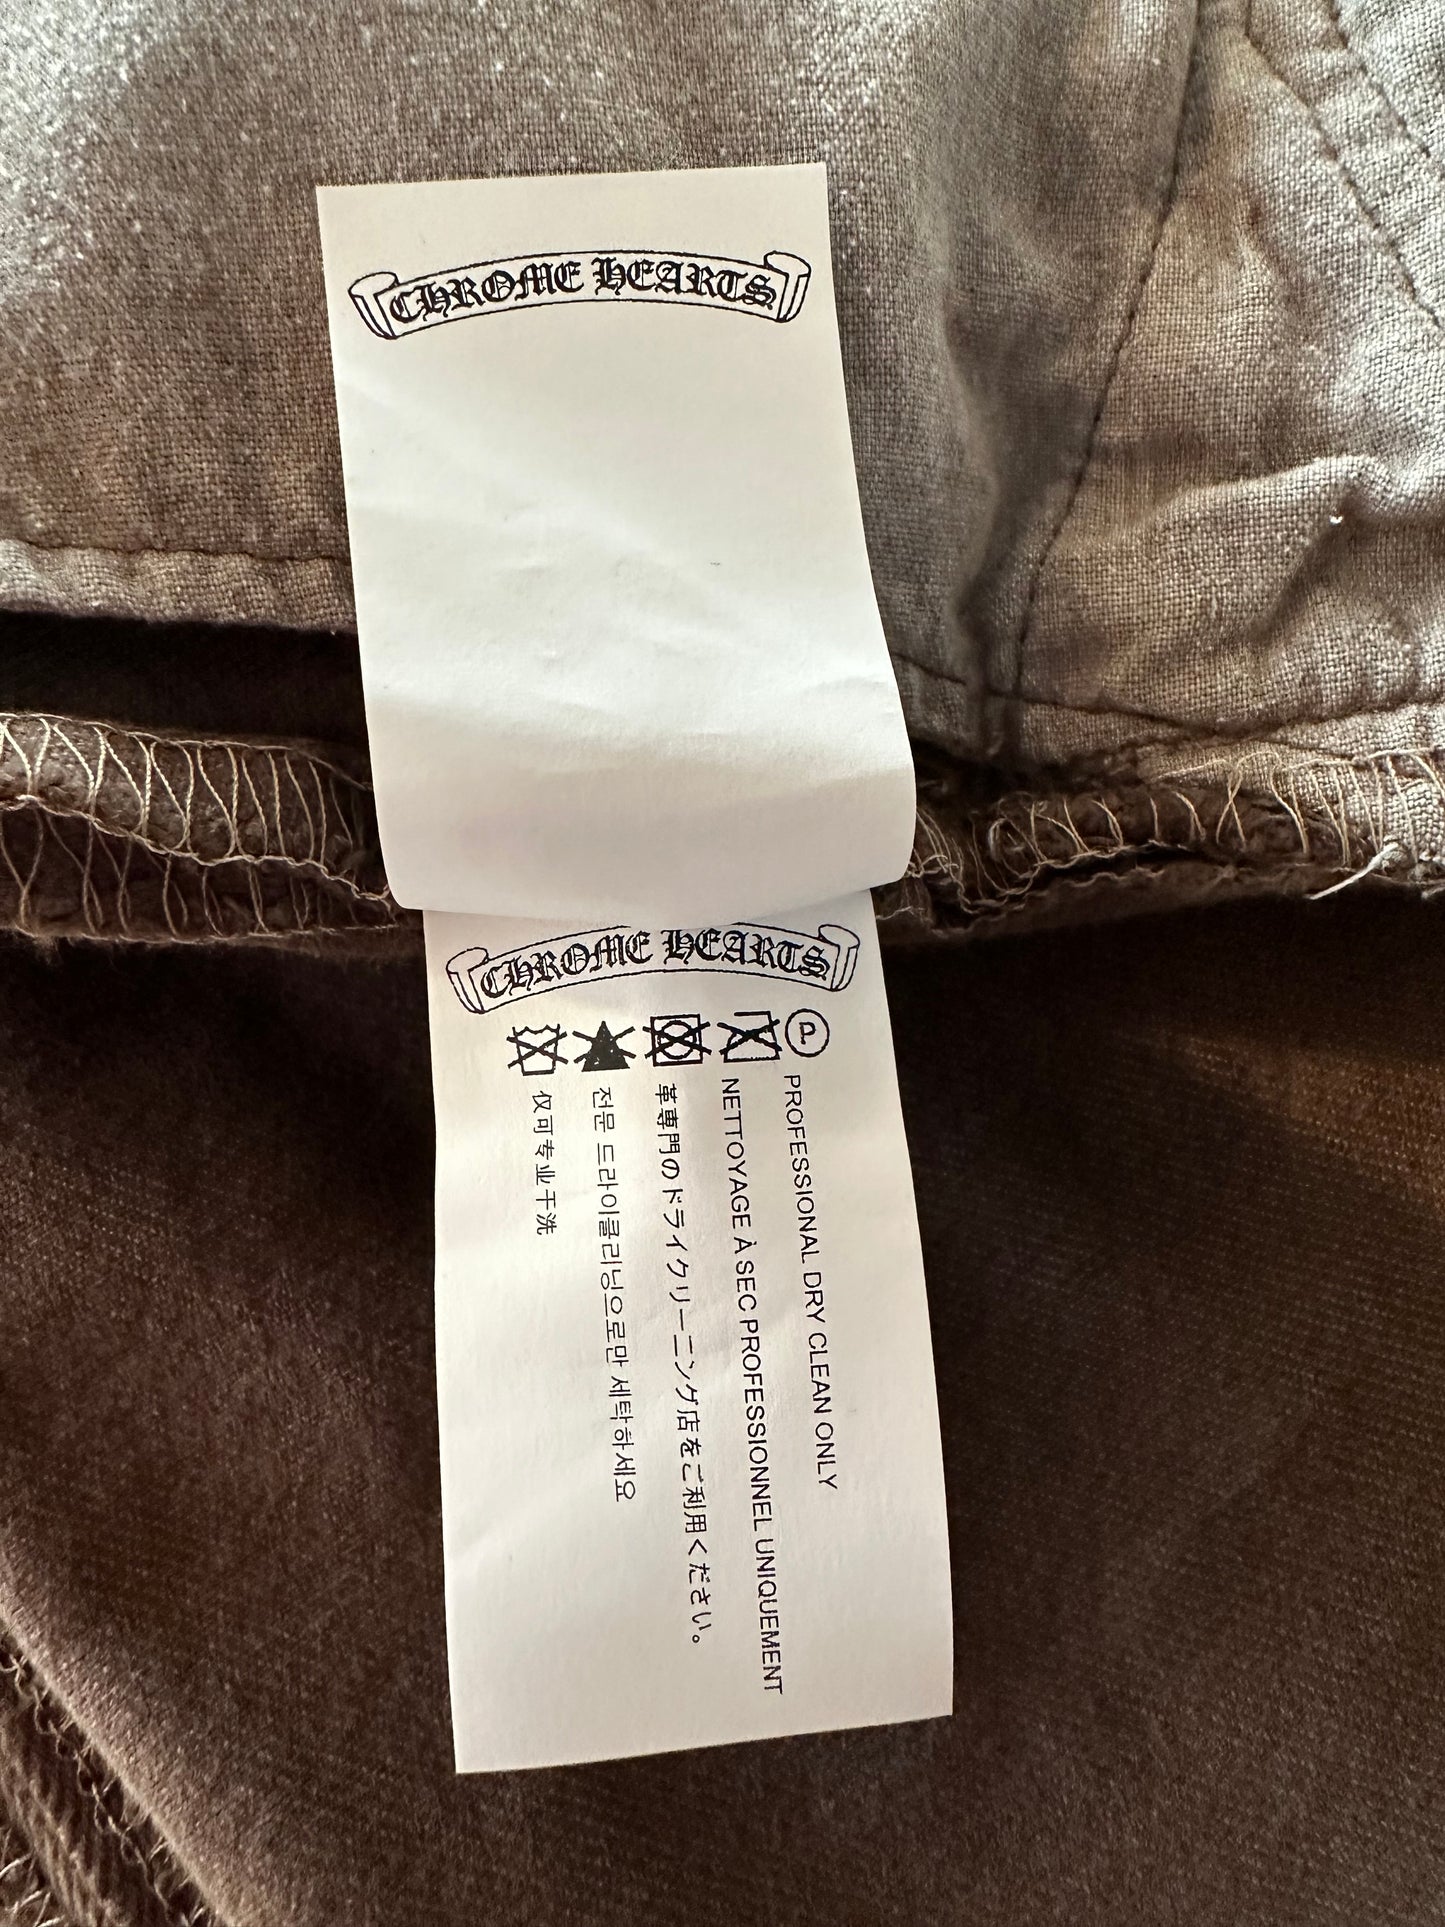 CHROME HEARTS
CHROME HEARTS
P
PROFESSIONAL DRY CLEAN ONLY
NETTOYAGE À SEC PROFESSIONNEL UNIQUEMENT
革専門のドライクリーニング店をご利用ください。
전문 드라이클리닝으로만 세탁하세요
仅可专业干洗